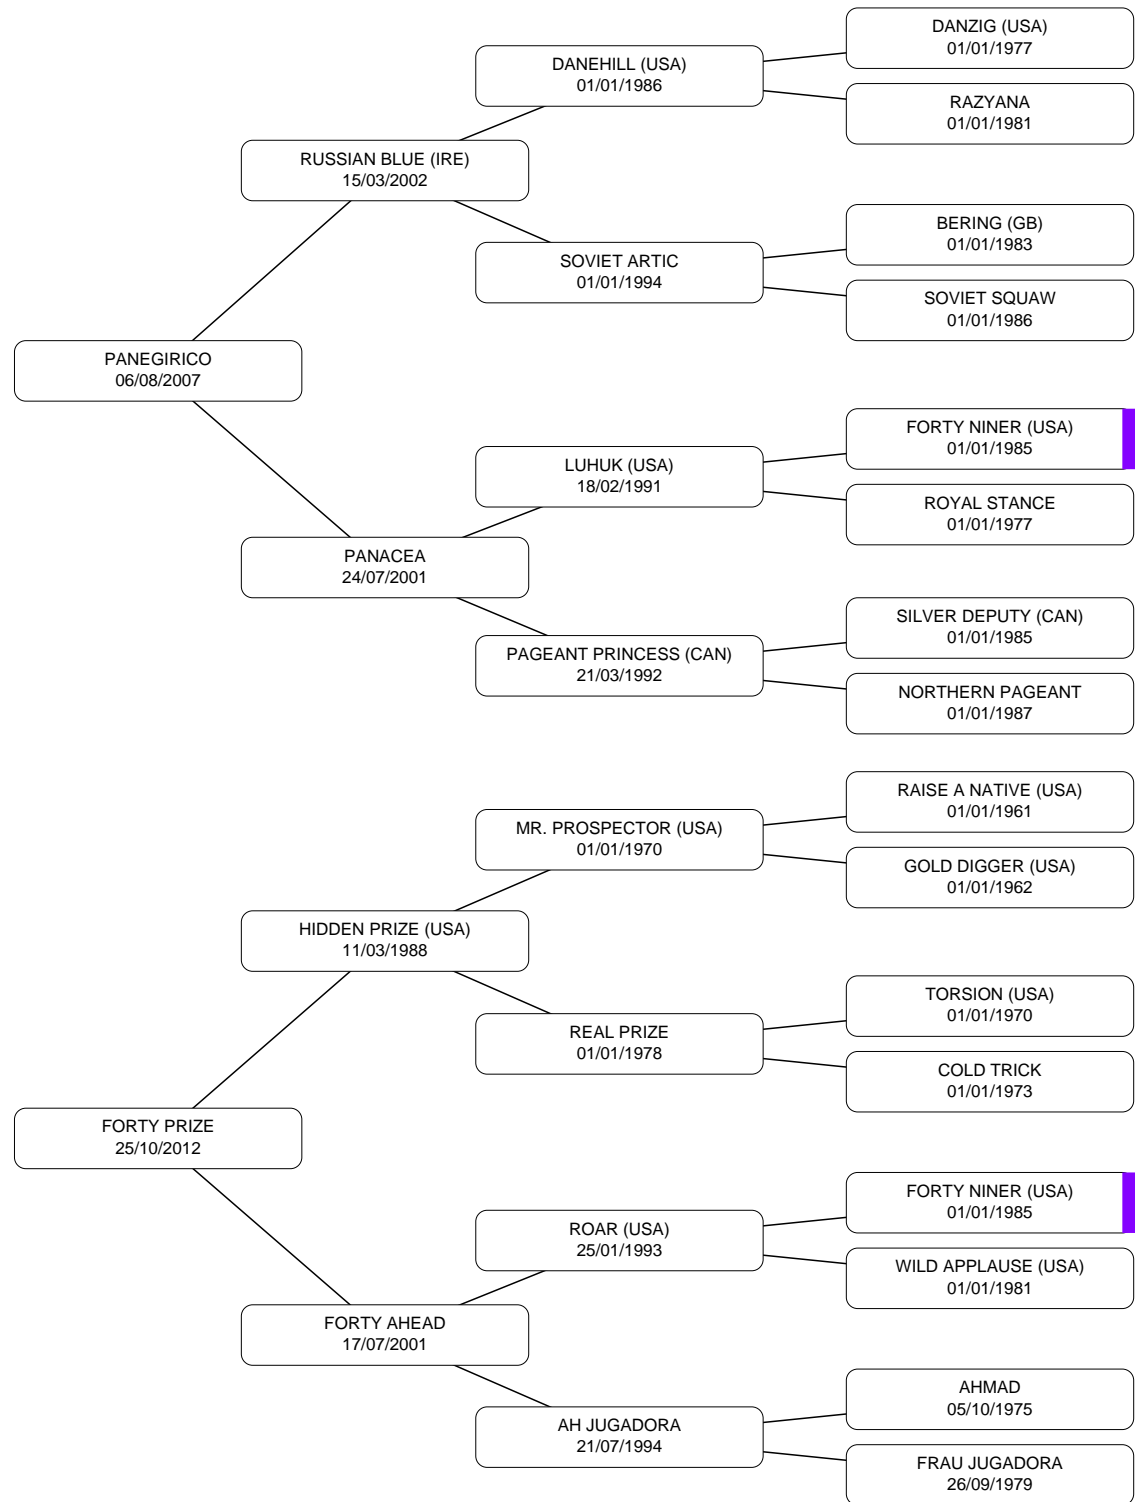 DANZIG (USA)
01/01/1977
DANEHILL (USA)
01/01/1986
RAZYANA
01/01/1981
RUSSIAN BLUE (IRE)
15/03/2002
BERING (GB)
01/01/1983
SOVIET ARTIC
01/01/1994
SOVIET SQUAW
01/01/1986
PANEGIRICO
06/08/2007
FORTY NINER (USA)
01/01/1985
LUHUK (USA)
18/02/1991
ROYAL STANCE
01/01/1977
PANACEA
24/07/2001
SILVER DEPUTY (CAN)
01/01/1985
PAGEANT PRINCESS (CAN)
21/03/1992
NORTHERN PAGEANT
01/01/1987
RAISE A NATIVE (USA)
01/01/1961
MR. PROSPECTOR (USA)
01/01/1970
GOLD DIGGER (USA)
01/01/1962
HIDDEN PRIZE (USA)
11/03/1988
TORSION (USA)
01/01/1970
REAL PRIZE
01/01/1978
COLD TRICK
01/01/1973
FORTY PRIZE
25/10/2012
FORTY NINER (USA)
01/01/1985
ROAR (USA)
25/01/1993
WILD APPLAUSE (USA)
01/01/1981
FORTY AHEAD
17/07/2001
AHMAD
05/10/1975
AH JUGADORA
21/07/1994
FRAU JUGADORA
26/09/1979